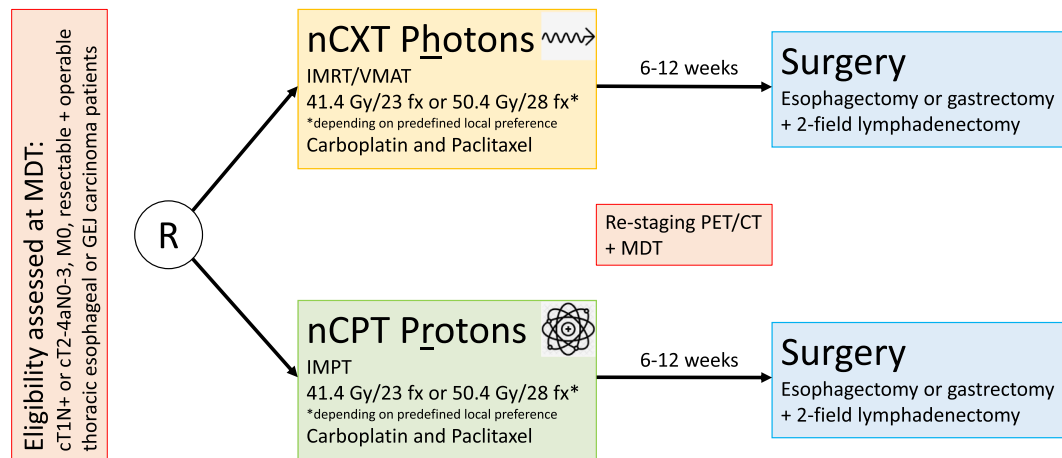 Eligibility assessed at MDT:
cT1N+ or cT2-4aN0-3, M0, resectable + operable
thoracic esophageal or GEJ carcinoma patients
R
nCXT Photons
IMRT/VMAT
41.4 Gy/23 fx or 50.4 Gy/28 fx*
*depending on predefined local preference
Carboplatin and Paclitaxel
6-12 weeks
Surgery
Esophagectomy or gastrectomy
+ 2-field lymphadenectomy
Re-staging PET/CT
+ MDT
nCPT Protons
IMPT
41.4 Gy/23 fx or 50.4 Gy/28 fx*
*depending on predefined local preference
Carboplatin and Paclitaxel
6-12 weeks
Surgery
Esophagectomy or gastrectomy
+ 2-field lymphadenectomy